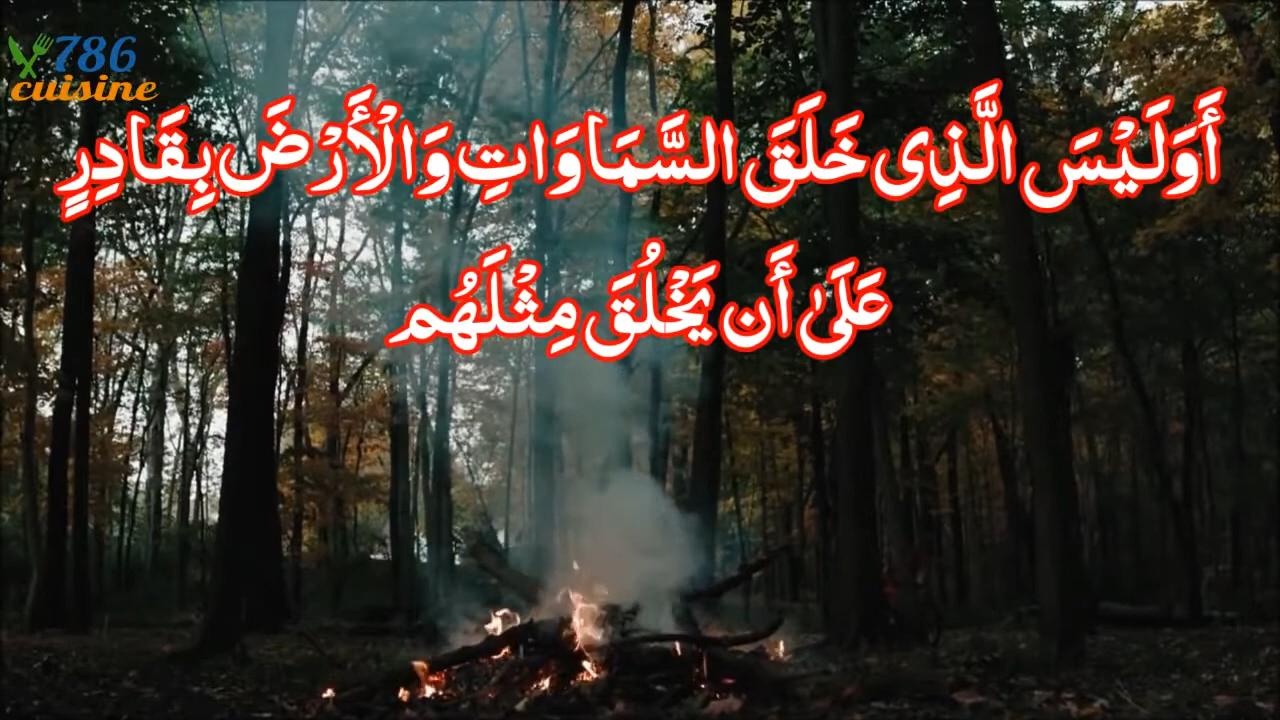 786
cuisine
أَوَلَيْسَ الَّذِى خَلَقَ السَّمَاوَاتِ وَالْأَرْضَ بِقَادِرٍ
عَلَىٰ أَن يَخْلُقَ مِثْلَهُم